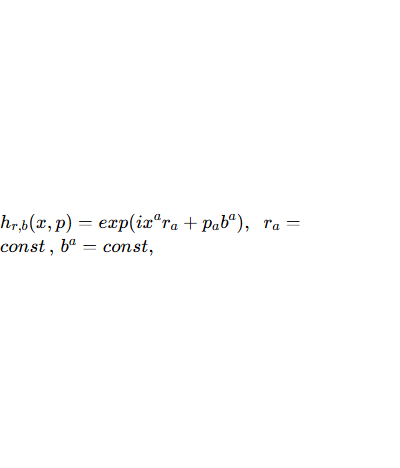 h_{r,b}(x, p) = exp(ix^a r_a + p_a b^a), r_a =
const , b^a = const,